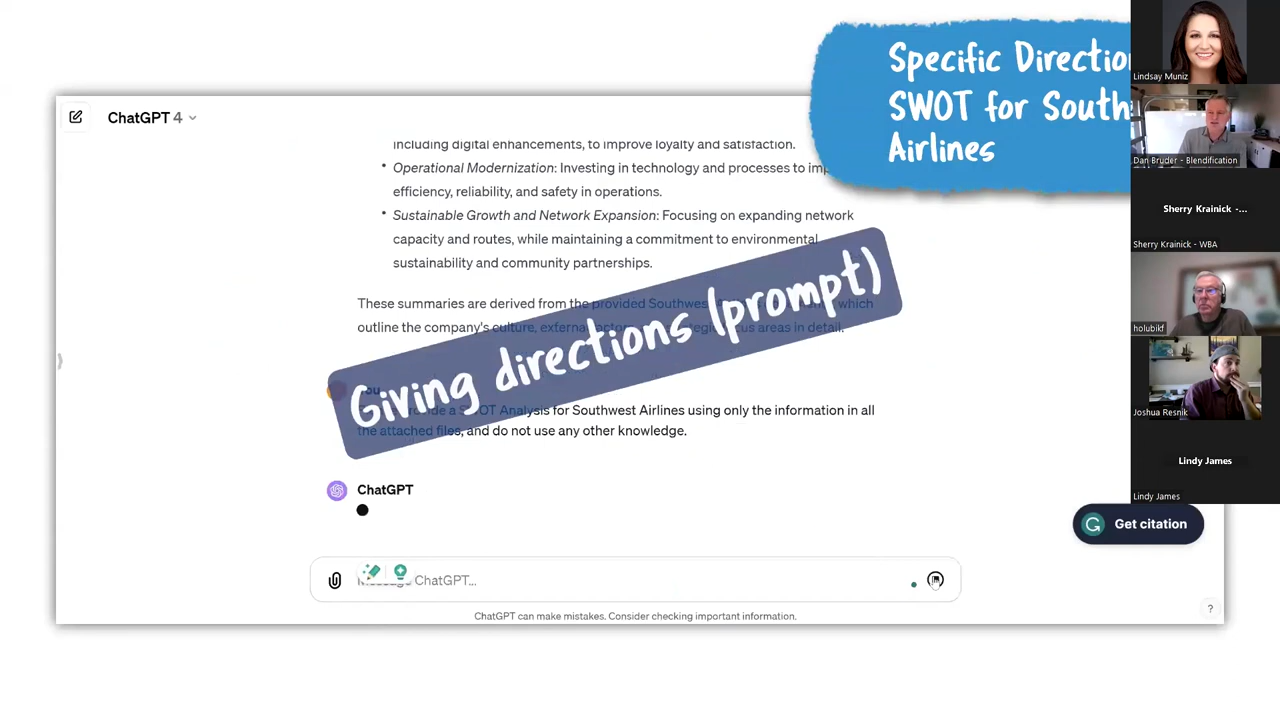 Specific Directio
SWOT for South
Airlines
ChatGPT 4
including digital enhancements, to improve loyalty and satisfaction.
• Operational Modernization: Investing in technology and processes to
efficiency, reliability, and safety in operations.
• Sustainable Growth and Network Expansion: Focusing on expanding network
capacity and routes, while maintaining a commitment to environmental
sustainability and community partnerships.
These summaries are derived from the provided Southwest which
outline the company's culture, external in detail.
Giving directions (prompt)
You
a SWOT Analysis for Southwest Airlines using only the information in all
the attached files, and do not use any other knowledge.
ChatGPT
Message ChatGPT...
ChatGPT can make mistakes. Consider checking important information.
?
Get citation
Lindsay Muniz
Dan Bruder - Blendification
Sherry Krainick -...
Sherry Krainick - WBA
holubikf
Joshua Resnik
Lindy James
Lindy James